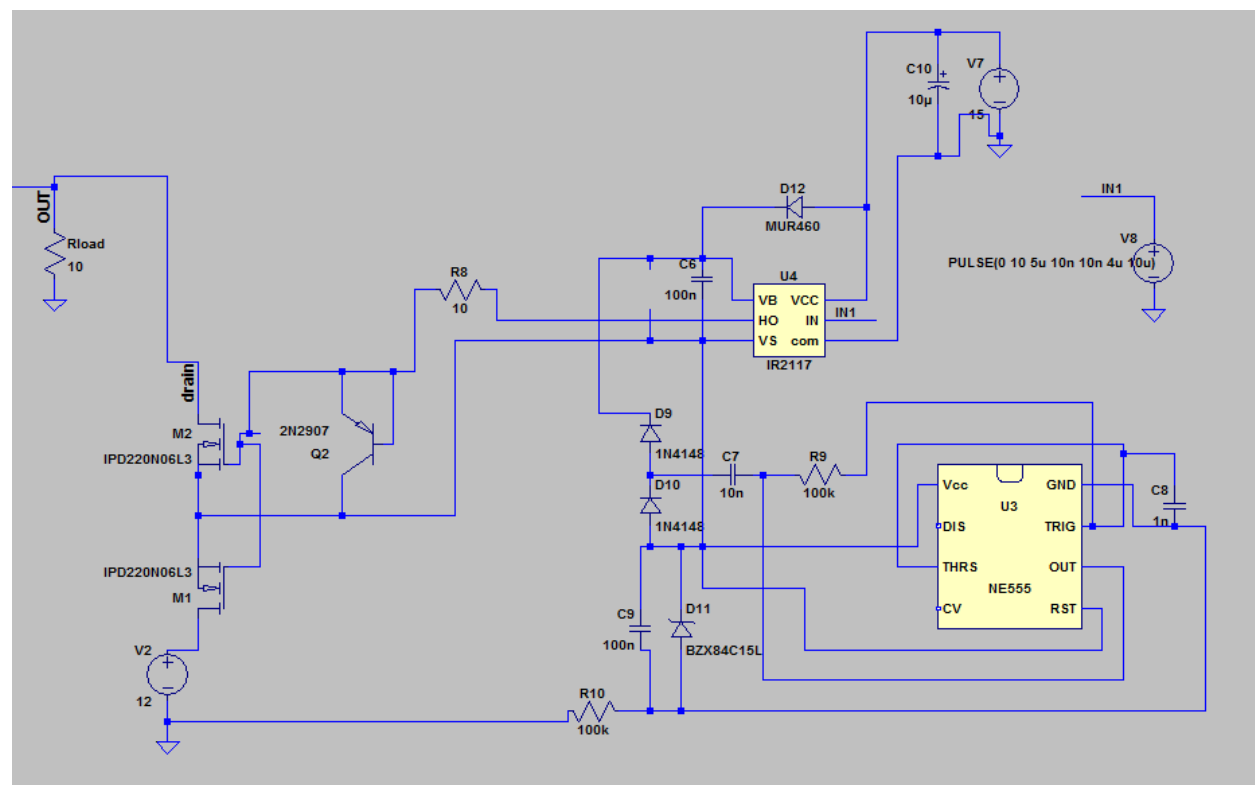 C10
10µ
V7
15
OUT
Rload
10
D12
MUR460
IN1
V8
PULSE(0 10 5u 10n 10n 4u 10u)
R8
10
C6
100n
U4
VB VCC
HO IN
VS com
IR2117
IN1
drain
M2
IPD220N06L3
2N2907
Q2
D9
1N4148
C7
10n
R9
100k
D10
1N4148
Vcc GND
U3
DIS TRIG
THRS OUT
NE555
CV RST
C8
1n
IPD220N06L3
M1
C9
100n
D11
BZX84C15L
V2
12
R10
100k